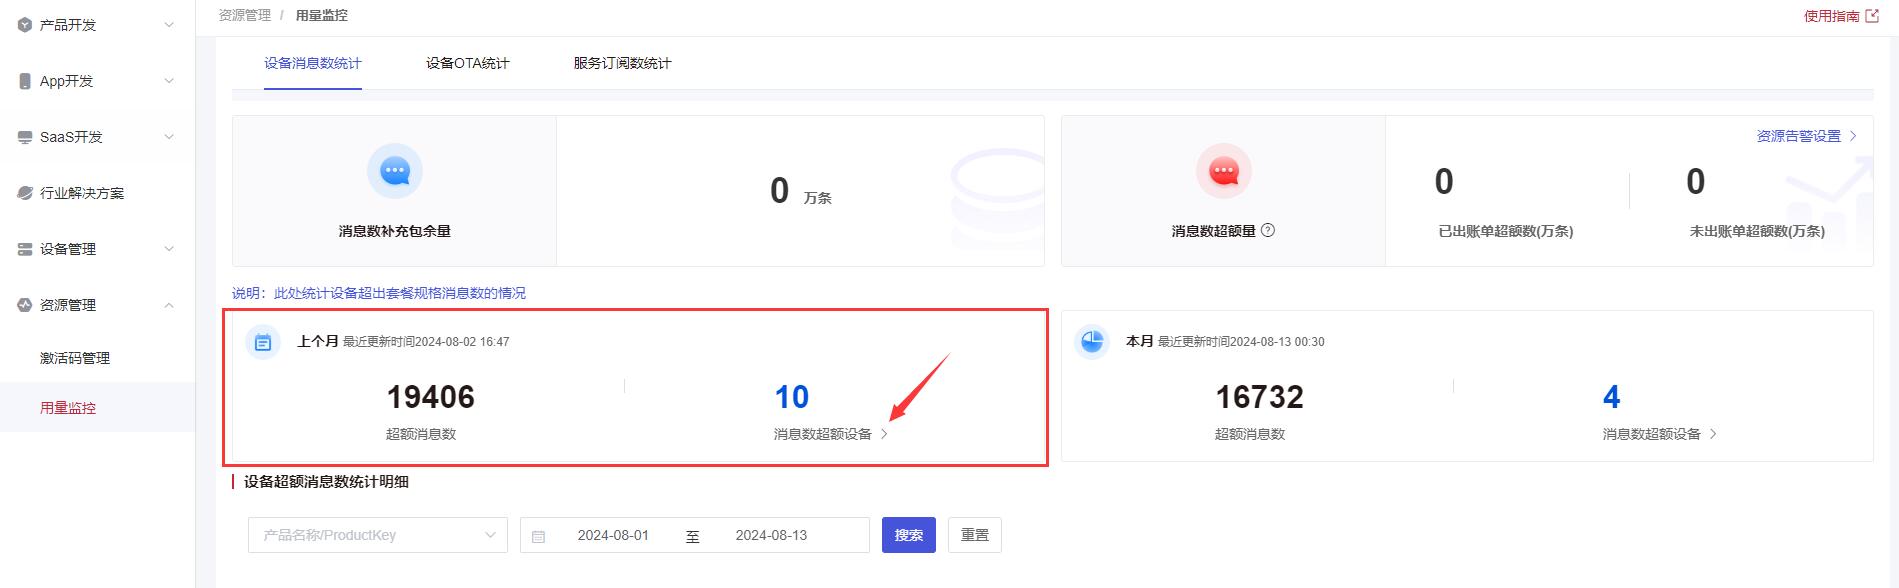 产品开发
App开发
SaaS开发
行业解决方案
设备管理
资源管理
激活码管理
用量监控
资源管理 / 用量监控
使用指南
设备消息数统计 设备OTA统计 服务订阅数统计
消息数补充包余量
0 万条
消息数超额量
资源告警设置
0
已出账单超额数(万条)
0
未出账单超额数(万条)
说明：此处统计设备超出套餐规格消息数的情况
上个月 最近更新时间2024-08-02 16:47
19406
超额消息数
10
消息数超额设备
本月 最近更新时间2024-08-13 00:30
16732
超额消息数
4
消息数超额设备
设备超额消息数统计明细
产品名称/ProductKey 2024-08-01 至 2024-08-13 搜索 重置